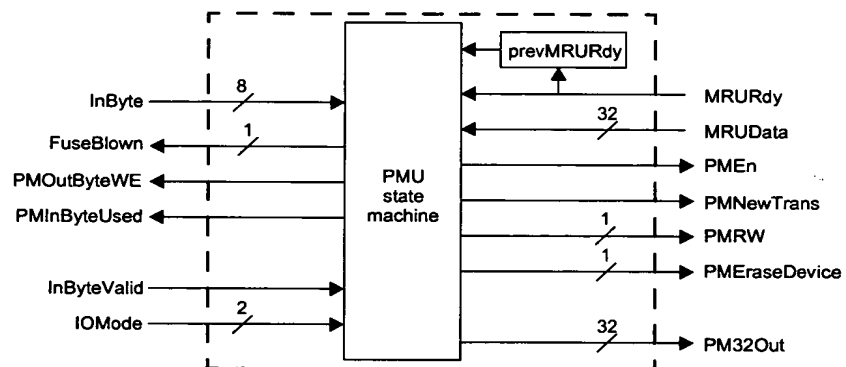 prevMRURdy
InByte
8
MRURdy
32
MRUData
FuseBlown
1
PMOutByteWE
PMU
state
machine
PMEn
PMInByteUsed
PMNewTrans
1
PMRW
1
PMEraseDevice
InByteValid
IOMode
2
32
PM32Out